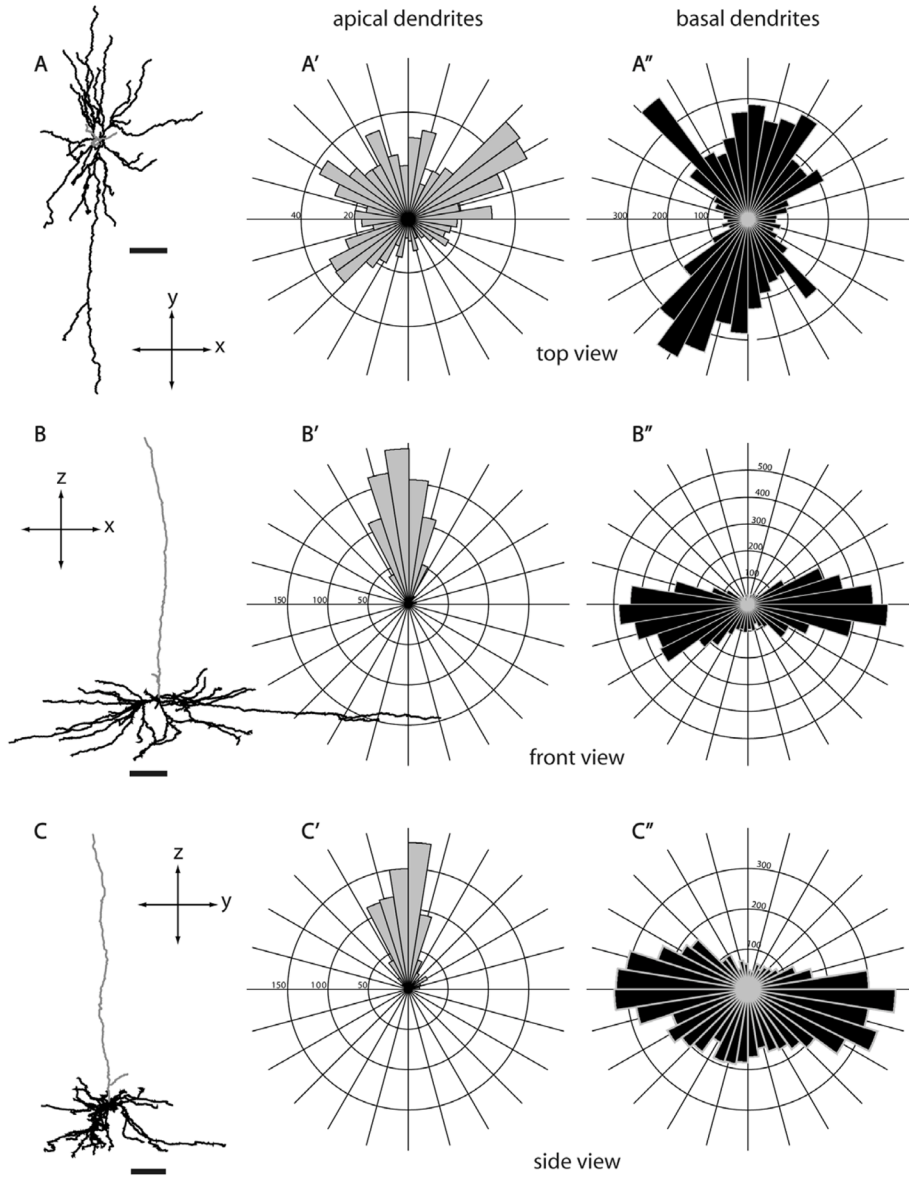 apical dendrites basal dendrites
A A' A"
40 20 300 200 100
y
x
top view
B B' B"
z
x
500
400
300
200
100
150 100 50
front view
C C' C"
z
y
300
200
100
150 100 50
side view